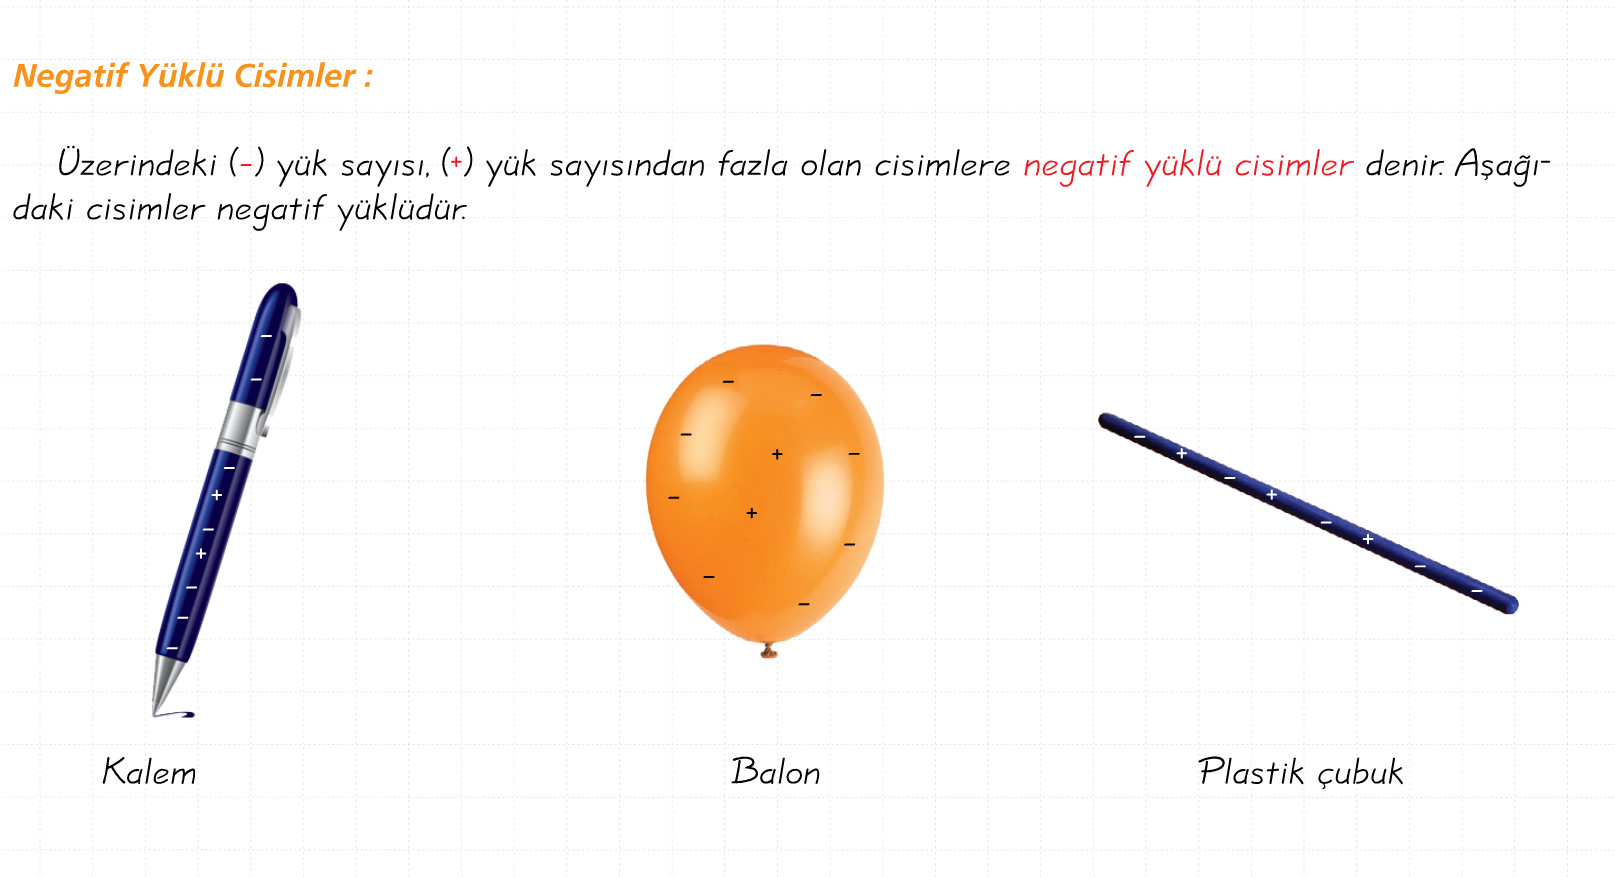 Negatif Yüklü Cisimler :
Üzerindeki (-) yük sayısı, (+) yük sayısından fazla olan cisimlere negatif yüklü cisimler denir. Aşağı-
daki cisimler negatif yüklüdür.
Kalem
Balon
Plastik çubuk